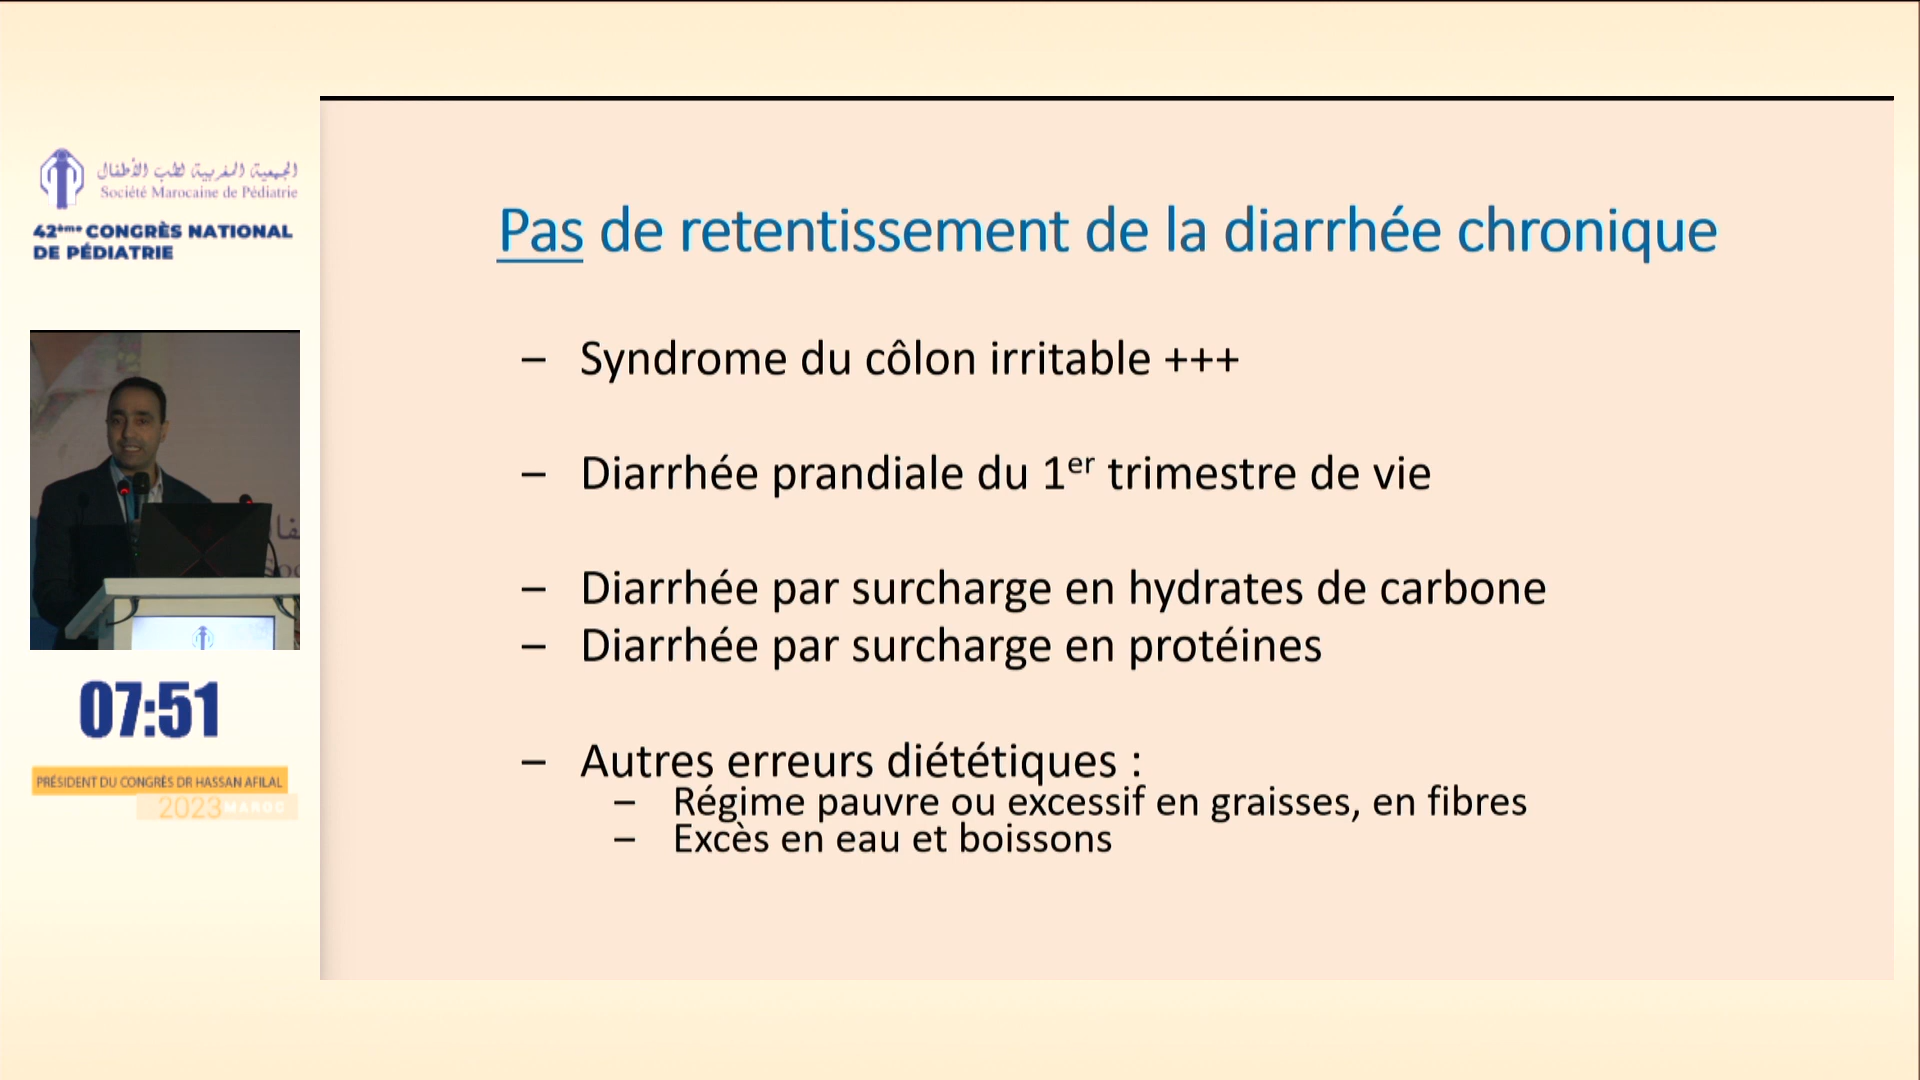 الجمعية المغربية لطب الأطفال
Société Marocaine de Pédiatrie
42ème CONGRÈS NATIONAL
DE PÉDIATRIE
07:51
PRÉSIDENT DU CONGRÈS DR HASSAN AFILAL
2023 MAROC
Pas de retentissement de la diarrhée chronique
– Syndrome du côlon irritable +++
– Diarrhée prandiale du 1er trimestre de vie
– Diarrhée par surcharge en hydrates de carbone
– Diarrhée par surcharge en protéines
– Autres erreurs diététiques :
– Régime pauvre ou excessif en graisses, en fibres
– Excès en eau et boissons